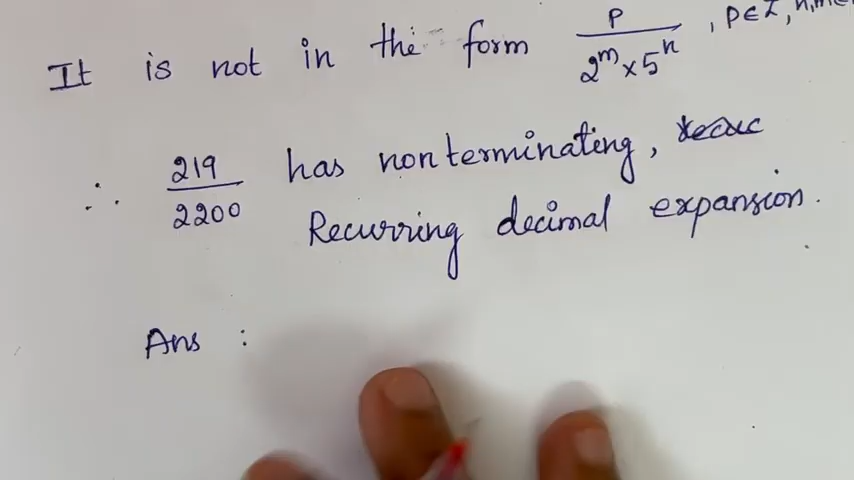 It is not in the form p/2^m×5^n , p∈Z, n,m∈
∴ 219/2200 has nonterminating,
Recurring decimal expansion.
Ans :